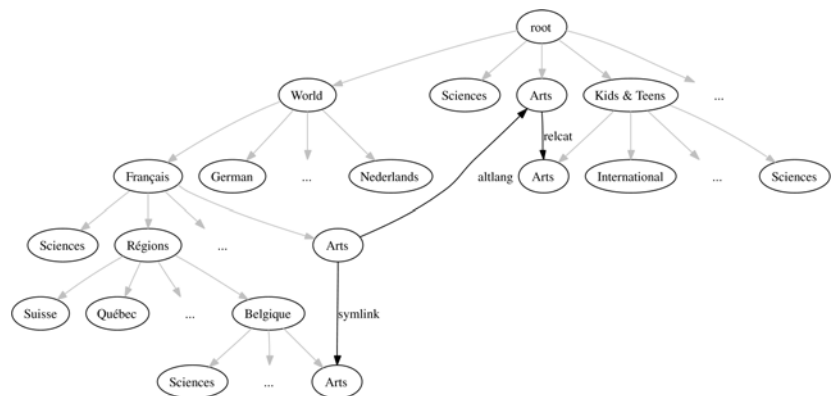 root
World
Sciences
Arts
Kids & Teens
...
relcat
Français
German
...
Nederlands
altlang
Arts
International
...
Sciences
Sciences
Régions
...
Arts
Suisse
Québec
...
Belgique
symlink
Sciences
...
Arts